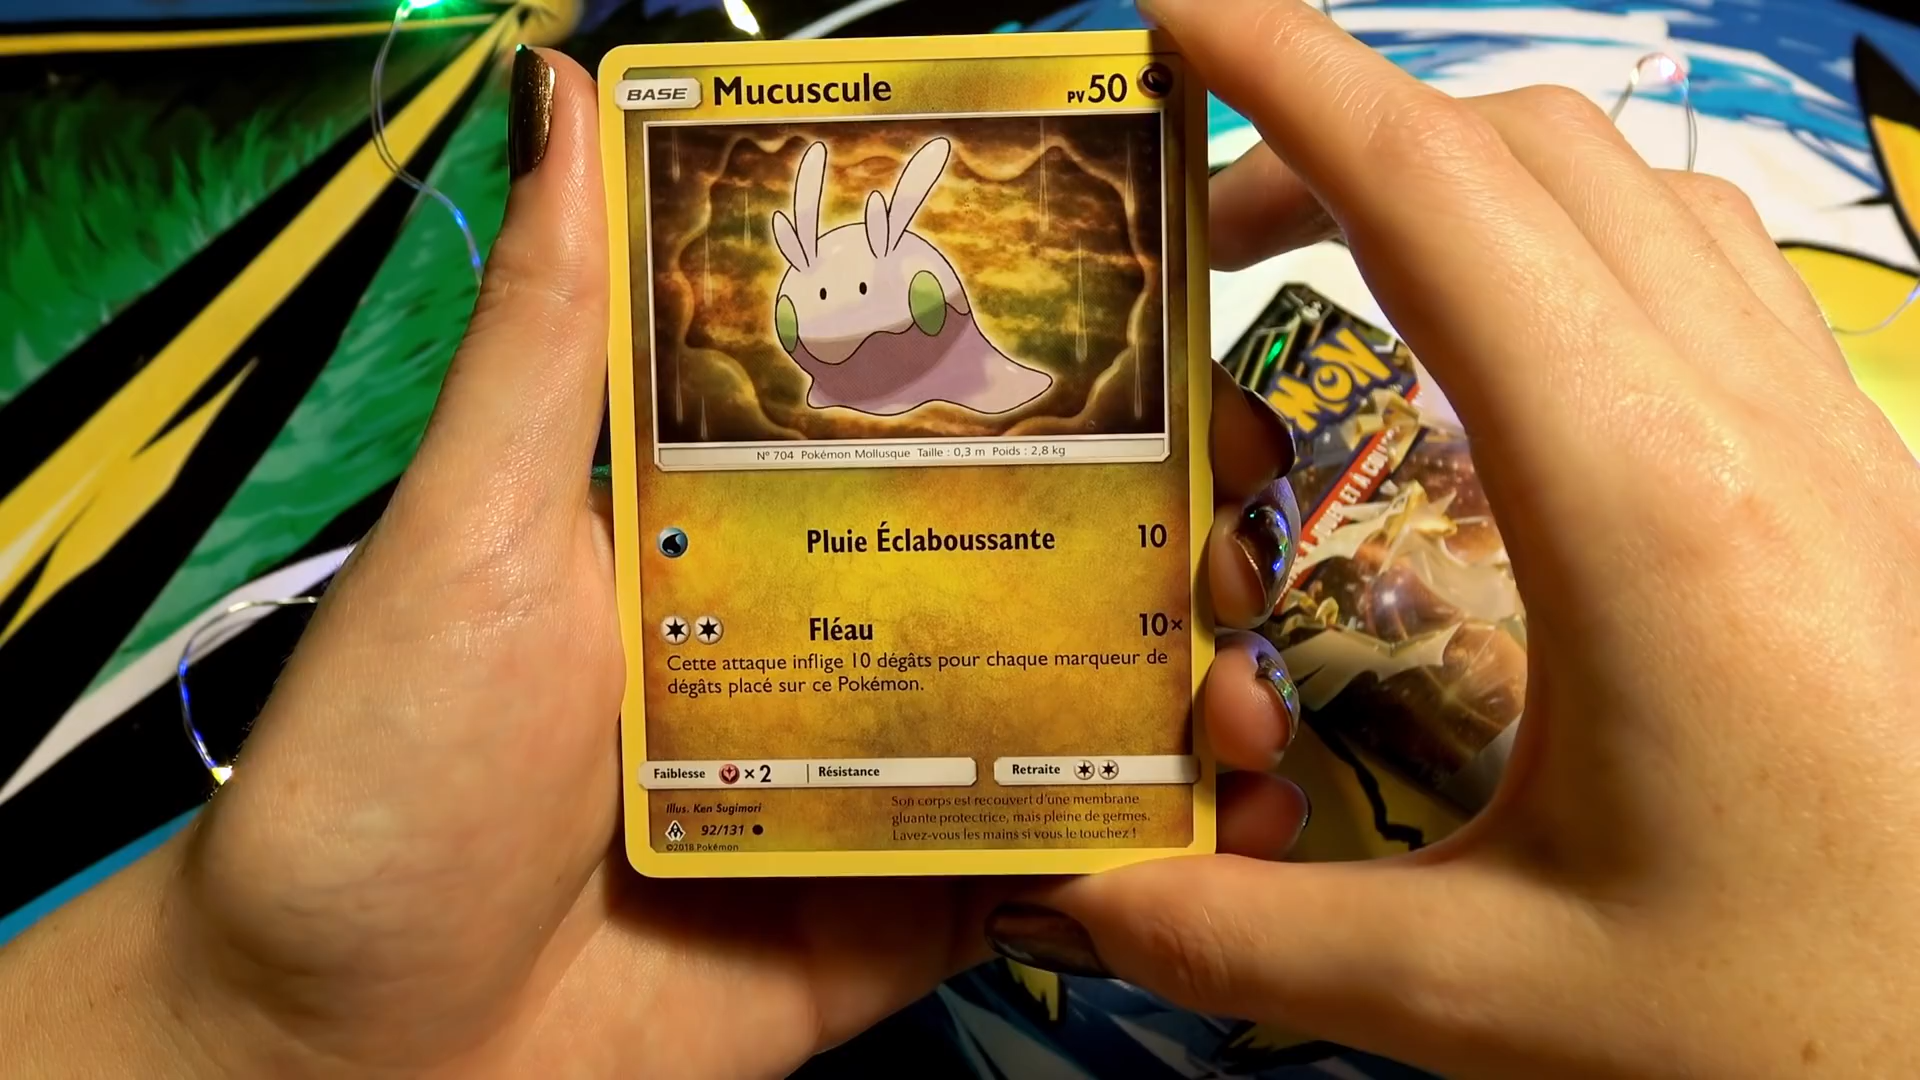 BASE Mucuscule PV50
N° 704 Pokémon Mollusque Taille : 0,3 m Poids : 2,8 kg
Pluie Éclaboussante 10
Fléau 10×
Cette attaque inflige 10 dégâts pour chaque marqueur de
dégâts placé sur ce Pokémon.
Faiblesse ×2 Résistance Retraite
Illus. Ken Sugimori
92/131
©2018 Pokémon
Son corps est recouvert d'une membrane
gluante protectrice, mais pleine de germes.
Lavez-vous les mains si vous le touchez !
MON
ET À